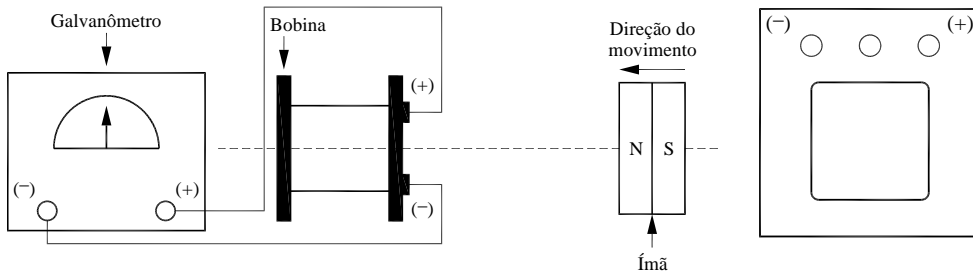 Galvanômetro
Bobina
Direção do
movimento
(−)
(+)
(+)
N
S
(−)
(+)
(−)
Ímã